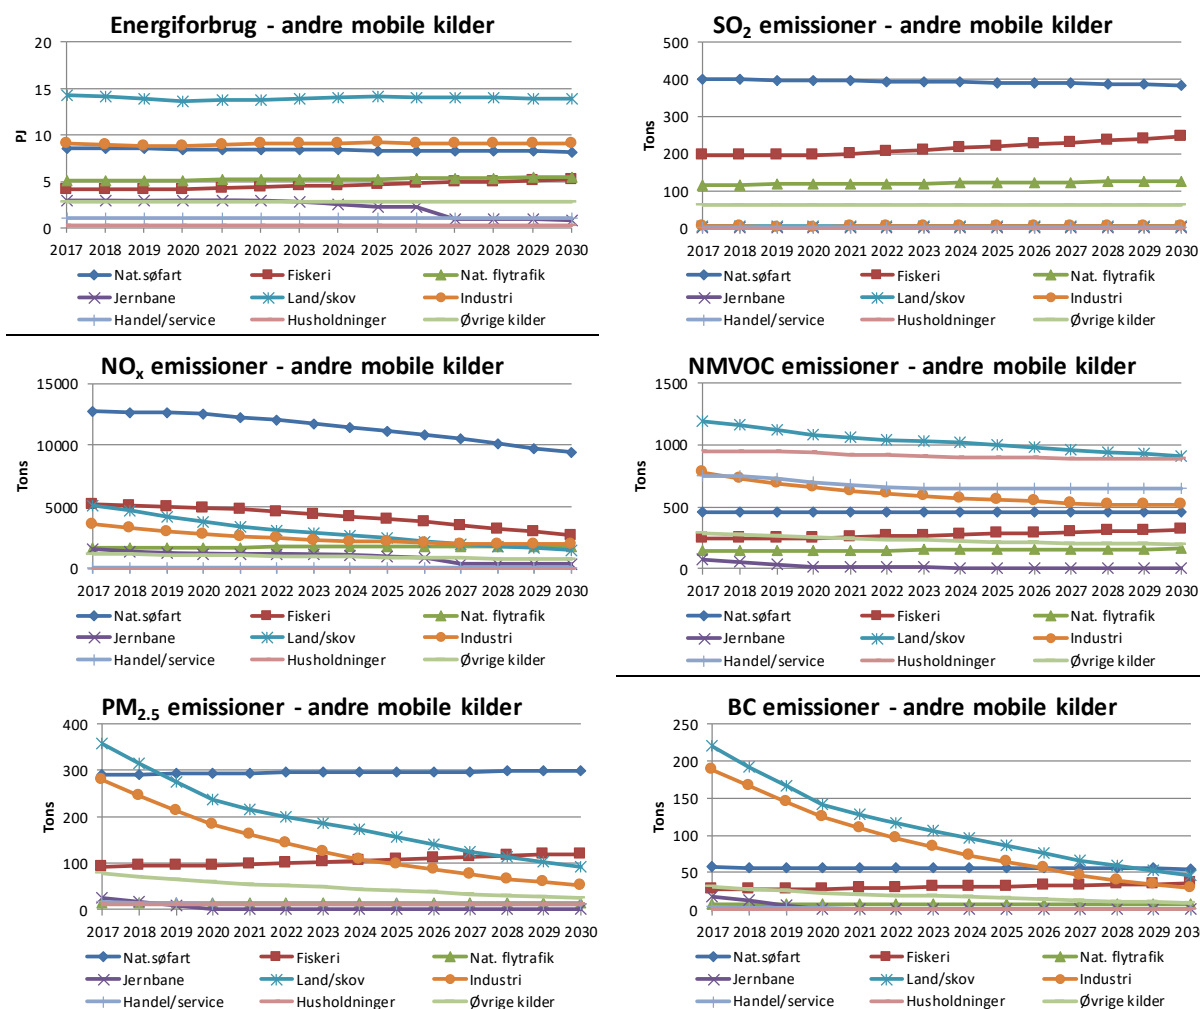 Energiforbrug - andre mobile kilder
20
15
10
5
0
PJ
2017 2018 2019 2020 2021 2022 2023 2024 2025 2026 2027 2028 2029 2030
Nat.søfart Fiskeri Nat. flytrafik
Jernbane Land/skov Industri
Handel/service Husholdninger Øvrige kilder
SO₂ emissioner - andre mobile kilder
500
400
300
200
100
0
Tons
2017 2018 2019 2020 2021 2022 2023 2024 2025 2026 2027 2028 2029 2030
Nat.søfart Fiskeri Nat. flytrafik
Jernbane Land/skov Industri
Handel/service Husholdninger Øvrige kilder
NOₓ emissioner - andre mobile kilder
15000
10000
5000
0
Tons
2017 2018 2019 2020 2021 2022 2023 2024 2025 2026 2027 2028 2029 2030
Nat.søfart Fiskeri Nat. flytrafik
Jernbane Land/skov Industri
Handel/service Husholdninger Øvrige kilder
NMVOC emissioner - andre mobile kilder
1500
1000
500
0
Tons
2017 2018 2019 2020 2021 2022 2023 2024 2025 2026 2027 2028 2029 2030
Nat.søfart Fiskeri Nat. flytrafik
Jernbane Land/skov Industri
Handel/service Husholdninger Øvrige kilder
PM₂.₅ emissioner - andre mobile kilder
400
300
200
100
0
Tons
2017 2018 2019 2020 2021 2022 2023 2024 2025 2026 2027 2028 2029 2030
Nat.søfart Fiskeri Nat. flytrafik
Jernbane Land/skov Industri
Handel/service Husholdninger Øvrige kilder
BC emissioner - andre mobile kilder
250
200
150
100
50
0
Tons
2017 2018 2019 2020 2021 2022 2023 2024 2025 2026 2027 2028 2029 203
Nat.søfart Fiskeri Nat. flytrafik
Jernbane Land/skov Industri
Handel/service Husholdninger Øvrige kilder